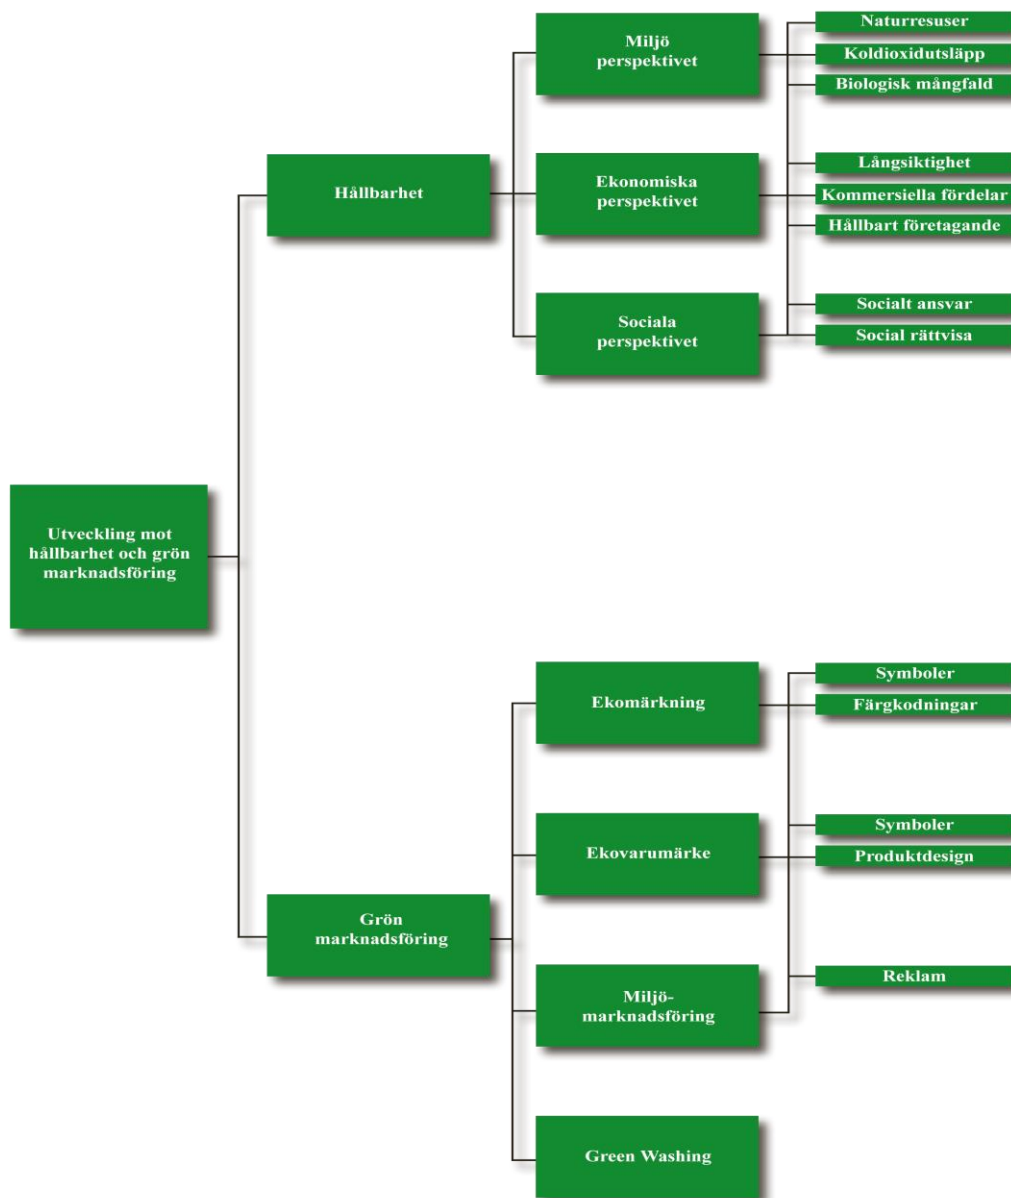 Naturresuser
Miljö
perspektivet
Koldioxidutsläpp
Biologisk mångfald
Långsiktighet
Hållbarhet
Ekonomiska
perspektivet
Kommersiella fördelar
Hållbart företagande
Socialt ansvar
Sociala
perspektivet
Social rättvisa
Utveckling mot
hållbarhet och grön
marknadsföring
Symboler
Ekomärkning
Färgkodningar
Symboler
Ekovarumärke
Produktdesign
Grön
marknadsföring
Reklam
Miljö-
marknadsföring
Green Washing